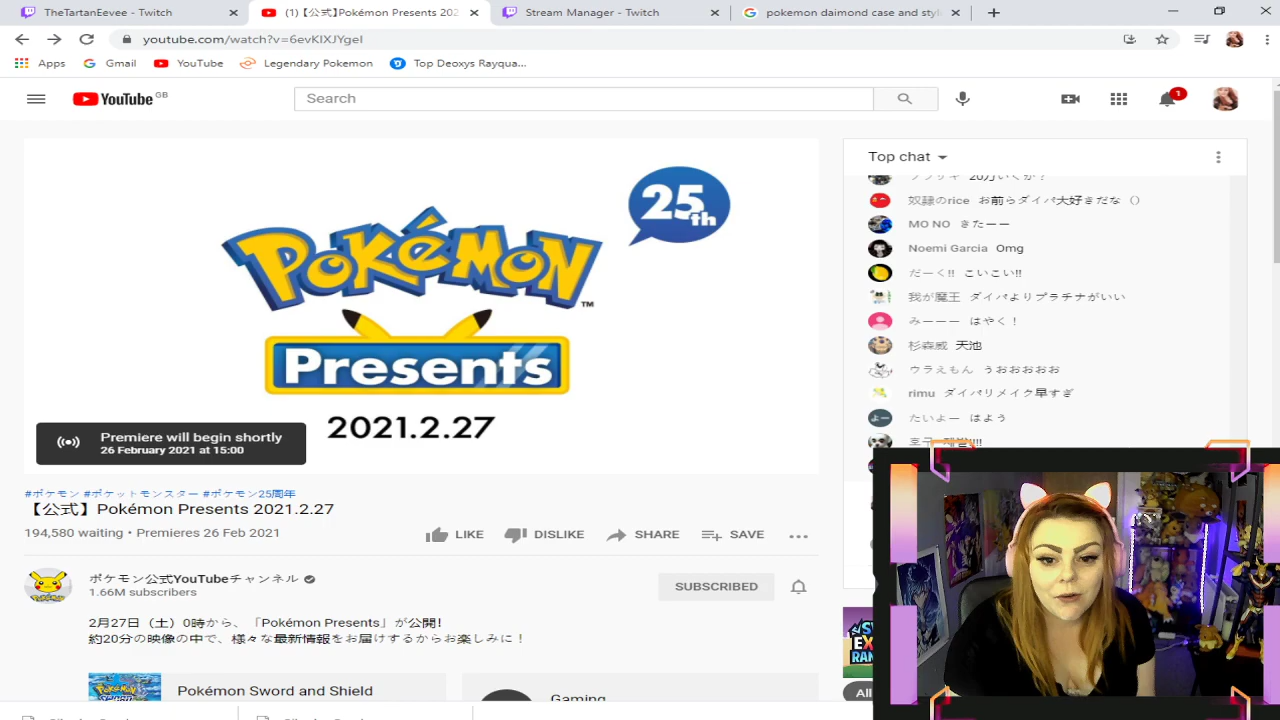 TheTartanEevee - Twitch
(1) 【公式】Pokémon Presents 202
Stream Manager - Twitch
pokemon daimond case and styl
youtube.com/watch?v=6evKIXJYgeI
Apps
Gmail
YouTube
Legendary Pokemon
Top Deoxys Rayqua...
YouTube GB
Search
1
25th
Pokémon
TM
Presents
2021.2.27
Premiere will begin shortly
26 February 2021 at 15:00
#ポケモン #ポケットモンスター #ポケモン25周年
【公式】Pokémon Presents 2021.2.27
194,580 waiting • Premieres 26 Feb 2021
LIKE
DISLIKE
SHARE
SAVE
ポケモン公式YouTubeチャンネル
1.66M subscribers
SUBSCRIBED
2月27日（土）0時から、「Pokémon Presents」が公開!
約20分の映像の中で、様々な最新情報をお届けするからお楽しみに！
Pokémon Sword and Shield
Gaming
Top chat
奴隷のrice お前らダイパ大好きだな（）
MO NO きたーー
Noemi Garcia Omg
だーく!! こいこい!!
我が魔王 ダイパよりプラチナがいい
みーーー はやく！
杉森威 天池
ウラえもん うおおおおお
rimu ダイパリメイク早すぎ
たいよー はよう
よー
All